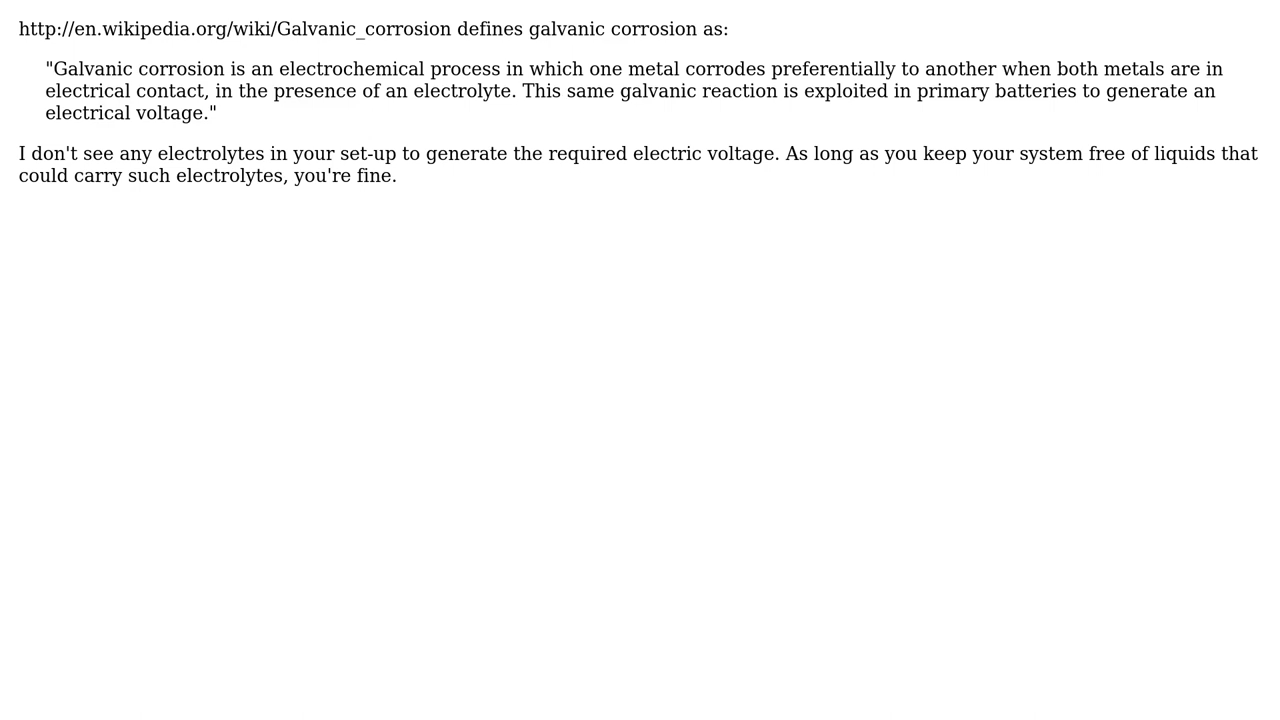 http://en.wikipedia.org/wiki/Galvanic_corrosion defines galvanic corrosion as:
"Galvanic corrosion is an electrochemical process in which one metal corrodes preferentially to another when both metals are in
electrical contact, in the presence of an electrolyte. This same galvanic reaction is exploited in primary batteries to generate an
electrical voltage."
I don't see any electrolytes in your set-up to generate the required electric voltage. As long as you keep your system free of liquids that
could carry such electrolytes, you're fine.